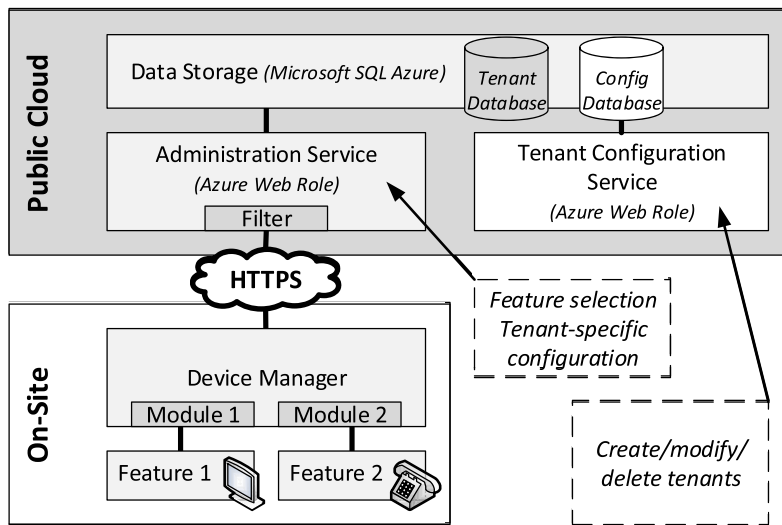 Public Cloud
Data Storage (Microsoft SQL Azure)
Tenant
Database
Config
Database
Administration Service
(Azure Web Role)
Filter
Tenant Configuration
Service
(Azure Web Role)
HTTPS
Feature selection
Tenant-specific
configuration
On-Site
Device Manager
Module 1
Module 2
Feature 1
Feature 2
Create/modify/
delete tenants